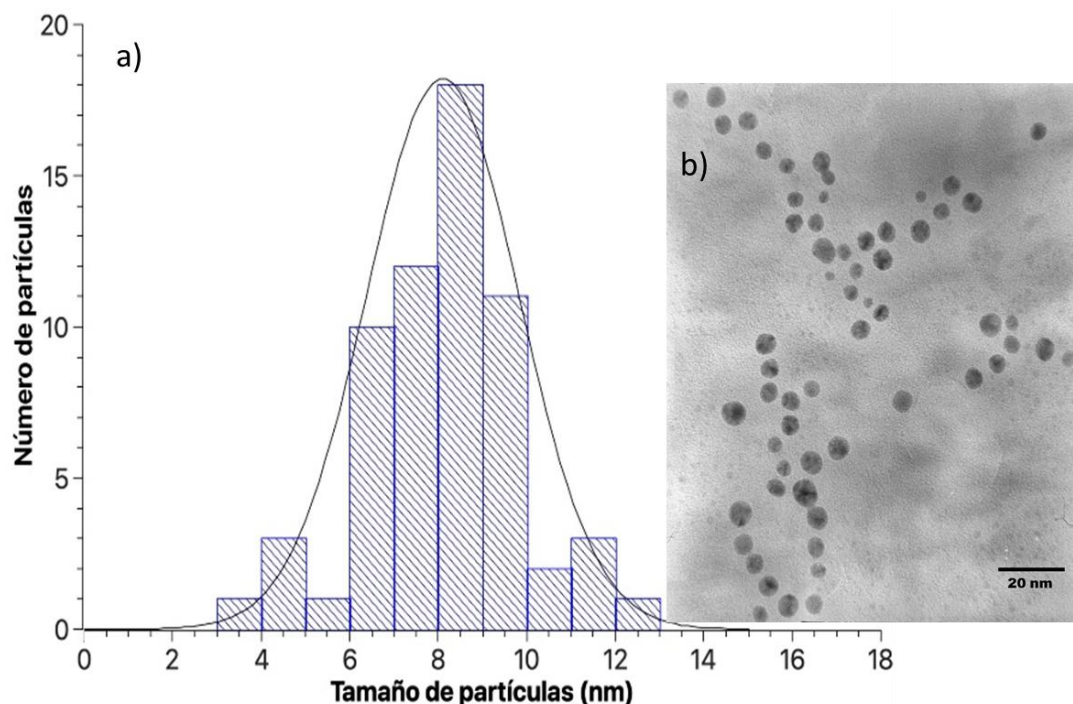 20
a)
b)
15
Número de partículas
10
5
20 nm
0
0 2 4 6 8 10 12 14 16 18
Tamaño de partículas (nm)